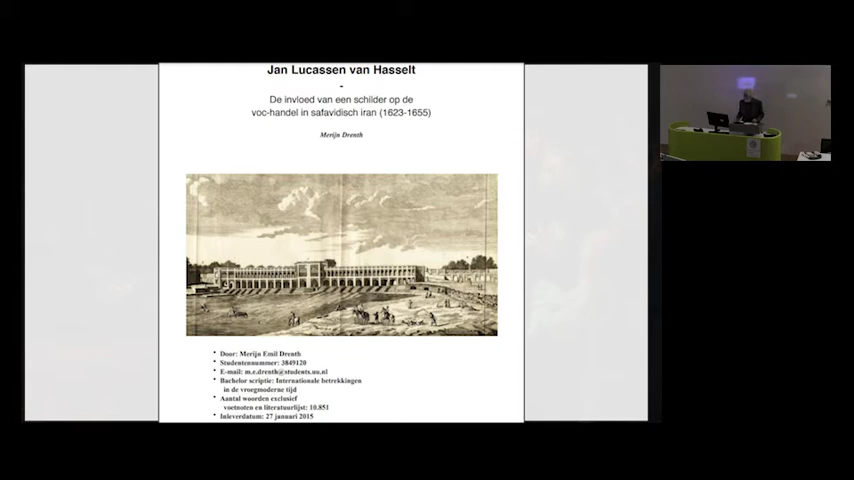 Jan Lucassen van Hasselt
-
De invloed van een schilder op de
voc-handel in safavidisch iran (1623-1655)
Merijn Drenth
• Door: Merijn Emil Drenth
• Studentennummer: 3849120
• E-mail: m.e.drenth@students.uu.nl
• Bachelor scriptie: Internationale betrekkingen
in de vroegmoderne tijd
• Aantal woorden exclusief
voetnoten en literatuurlijst: 10.851
• Inleverdatum: 27 januari 2015